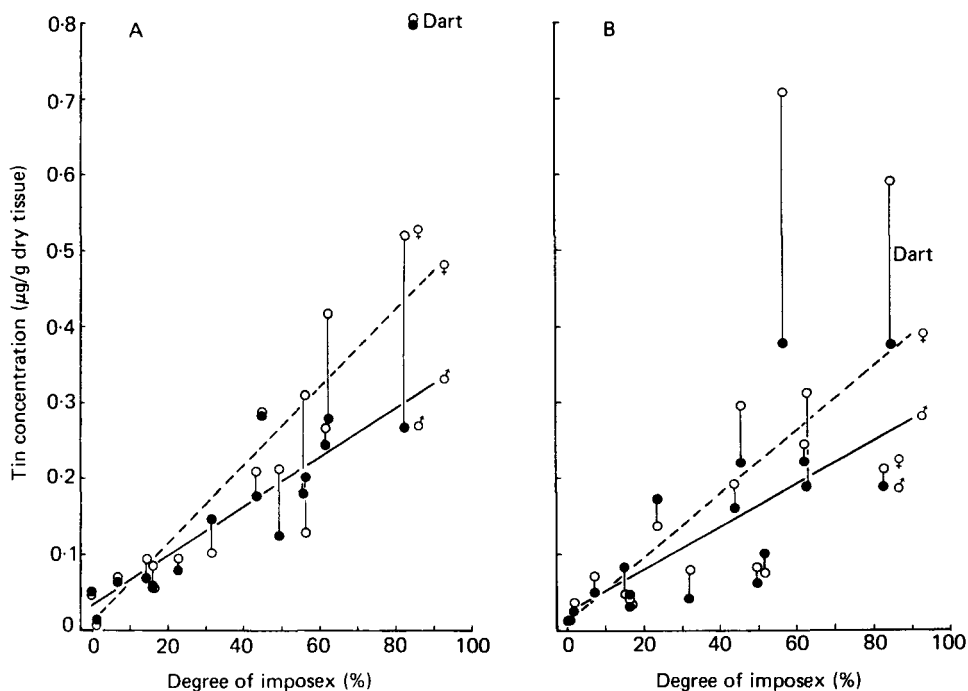 0·8
0·7
0·6
0·5
0·4
0·3
0·2
0·1
0
Tin concentration (μg/g dry tissue)
A
Dart
♀
♀
♂
♂
0 20 40 60 80 100
Degree of imposex (%)
B
Dart
♀
♂
♀
♂
0 20 40 60 80 100
Degree of imposex (%)